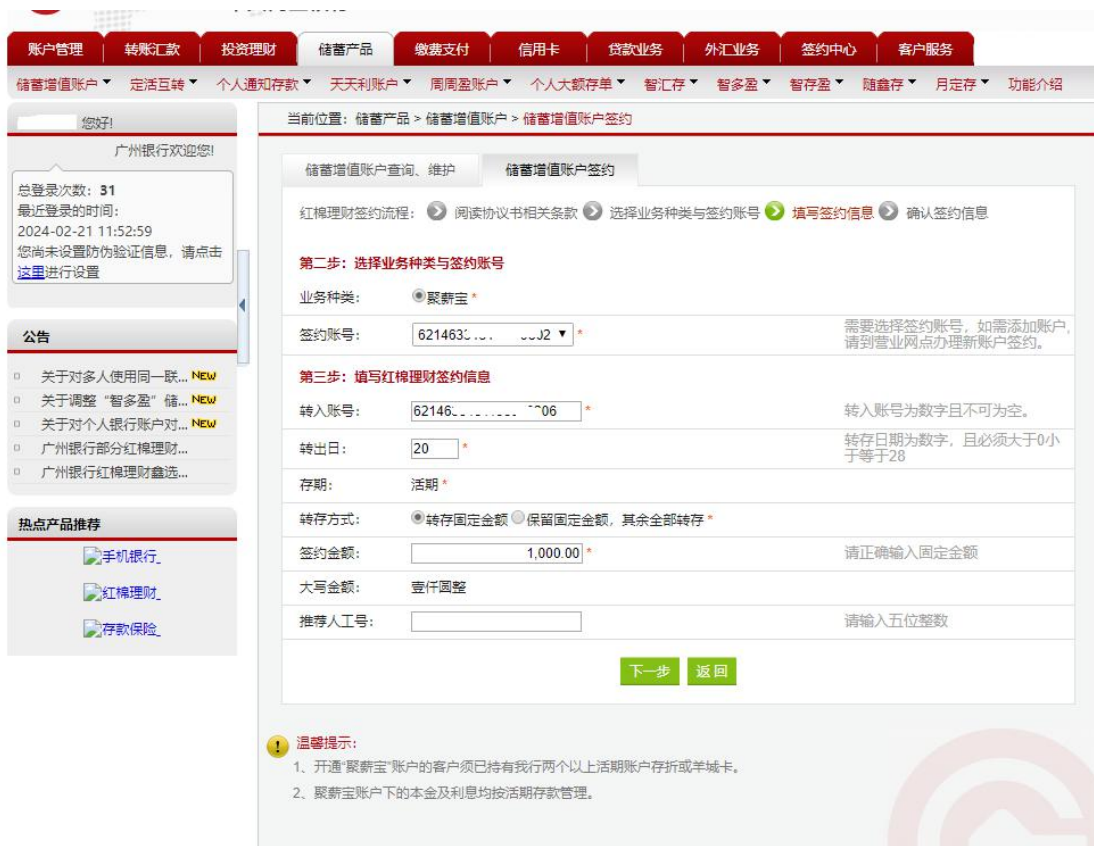 账户管理 转账汇款 投资理财 储蓄产品 缴费支付 信用卡 贷款业务 外汇业务 签约中心 客户服务
储蓄增值账户 定活互转 个人通知存款 天天利账户 周周盈账户 个人大额存单 智汇存 智多盈 智存盈 随鑫存 月定存 功能介绍
您好!
广州银行欢迎您!
总登录次数：31
最近登录的时间：
2024-02-21 11:52:59
您尚未设置防伪验证信息，请点击
这里进行设置
公告
关于对多人使用同一联... NEW
关于调整“智多盈”储... NEW
关于对个人银行账户对... NEW
广州银行部分红棉理财...
广州银行红棉理财鑫选...
热点产品推荐
手机银行_
红棉理财_
存款保险_
当前位置：储蓄产品 > 储蓄增值账户 > 储蓄增值账户签约
储蓄增值账户查询、维护 储蓄增值账户签约
红棉理财签约流程： 阅读协议书相关条款 选择业务种类与签约账号 填写签约信息 确认签约信息
第二步：选择业务种类与签约账号
业务种类： 聚薪宝 *
签约账号： *
需要选择签约账号，如需添加账户，
请到营业网点办理新账户签约。
第三步：填写红棉理财签约信息
转入账号： * 转入账号为数字且不可为空。
转出日： 20 *
转存日期为数字，且必须大于0小
于等于28
存期： 活期 *
转存方式： 转存固定金额 保留固定金额，其余全部转存 *
签约金额： 1,000.00 * 请正确输入固定金额
大写金额： 壹仟圆整
推荐人工号： 请输入五位整数
下一步 返回
温馨提示：
1、开通“聚薪宝”账户的客户须已持有我行两个以上活期账户存折或羊城卡。
2、聚薪宝账户下的本金及利息均按活期存款管理。